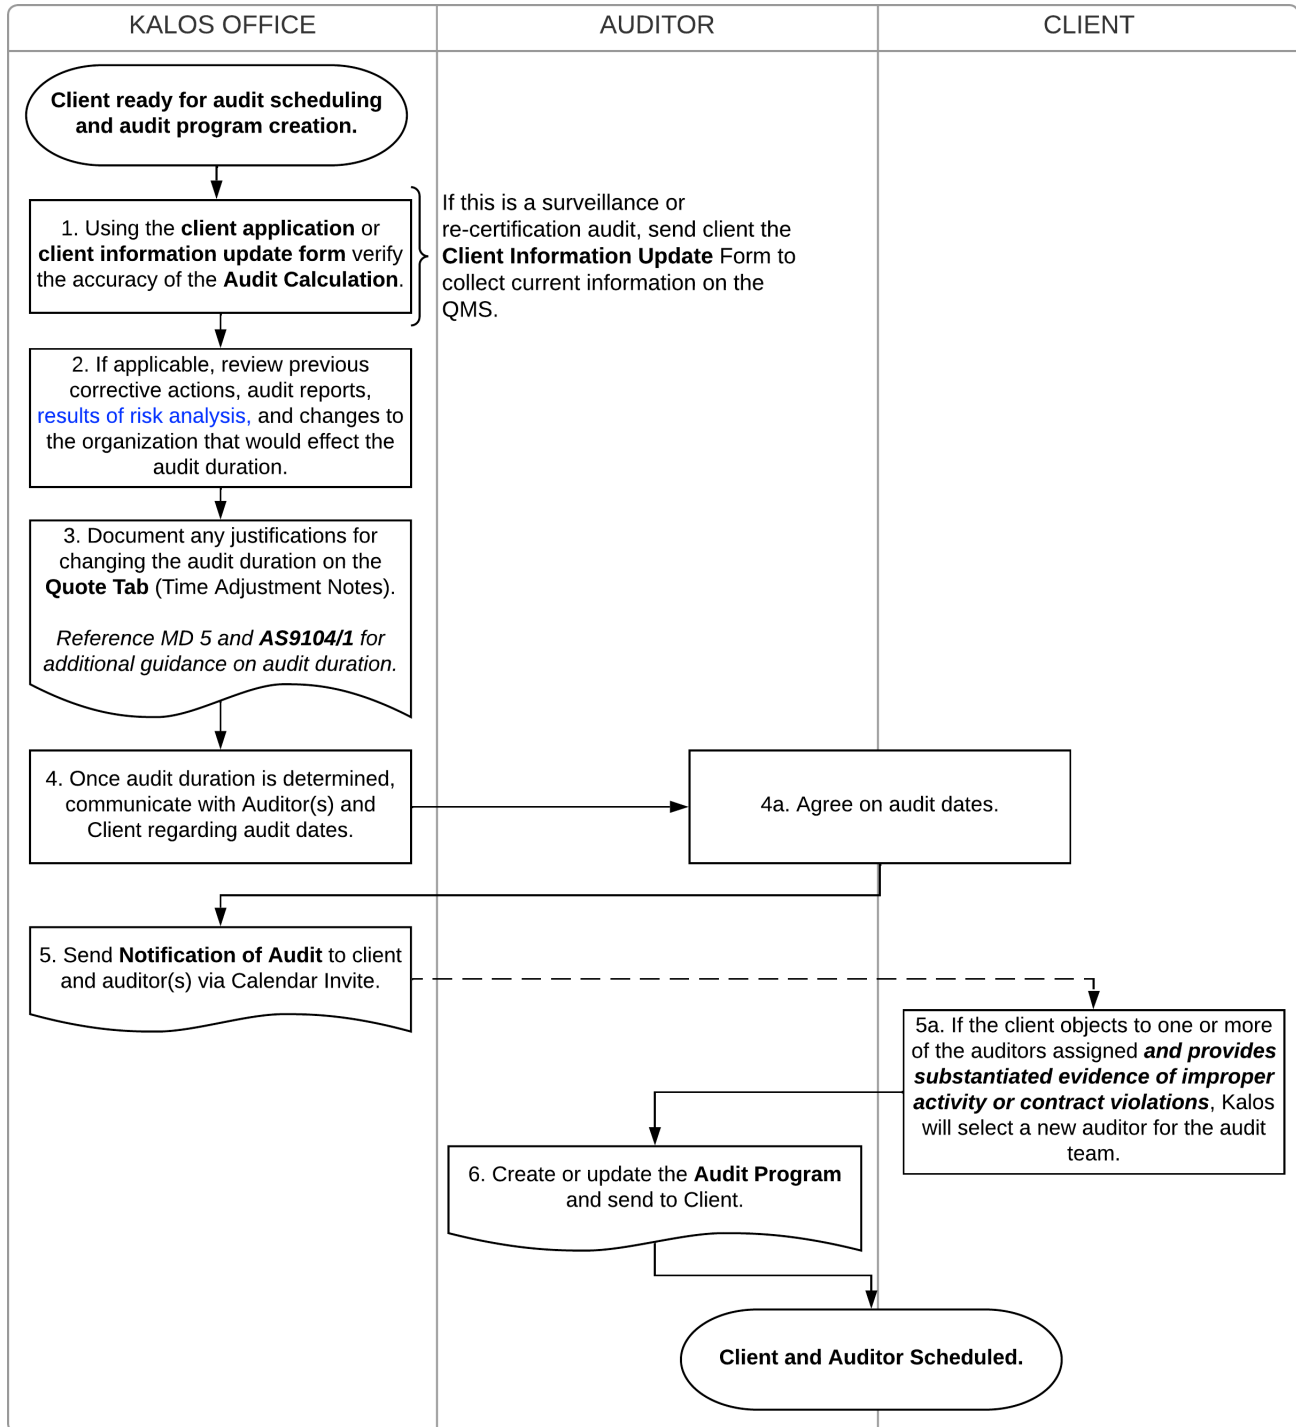 KALOS OFFICE
AUDITOR
CLIENT
Client ready for audit scheduling
and audit program creation.
1. Using the client application or
client information update form verify
the accuracy of the Audit Calculation.
If this is a surveillance or
re-certification audit, send client the
Client Information Update Form to
collect current information on the
QMS.
2. If applicable, review previous
corrective actions, audit reports,
results of risk analysis, and changes to
the organization that would effect the
audit duration.
3. Document any justifications for
changing the audit duration on the
Quote Tab (Time Adjustment Notes).
Reference MD 5 and AS9104/1 for
additional guidance on audit duration.
4. Once audit duration is determined,
communicate with Auditor(s) and
Client regarding audit dates.
4a. Agree on audit dates.
5. Send Notification of Audit to client
and auditor(s) via Calendar Invite.
5a. If the client objects to one or more
of the auditors assigned and provides
substantiated evidence of improper
activity or contract violations, Kalos
will select a new auditor for the audit
team.
6. Create or update the Audit Program
and send to Client.
Client and Auditor Scheduled.